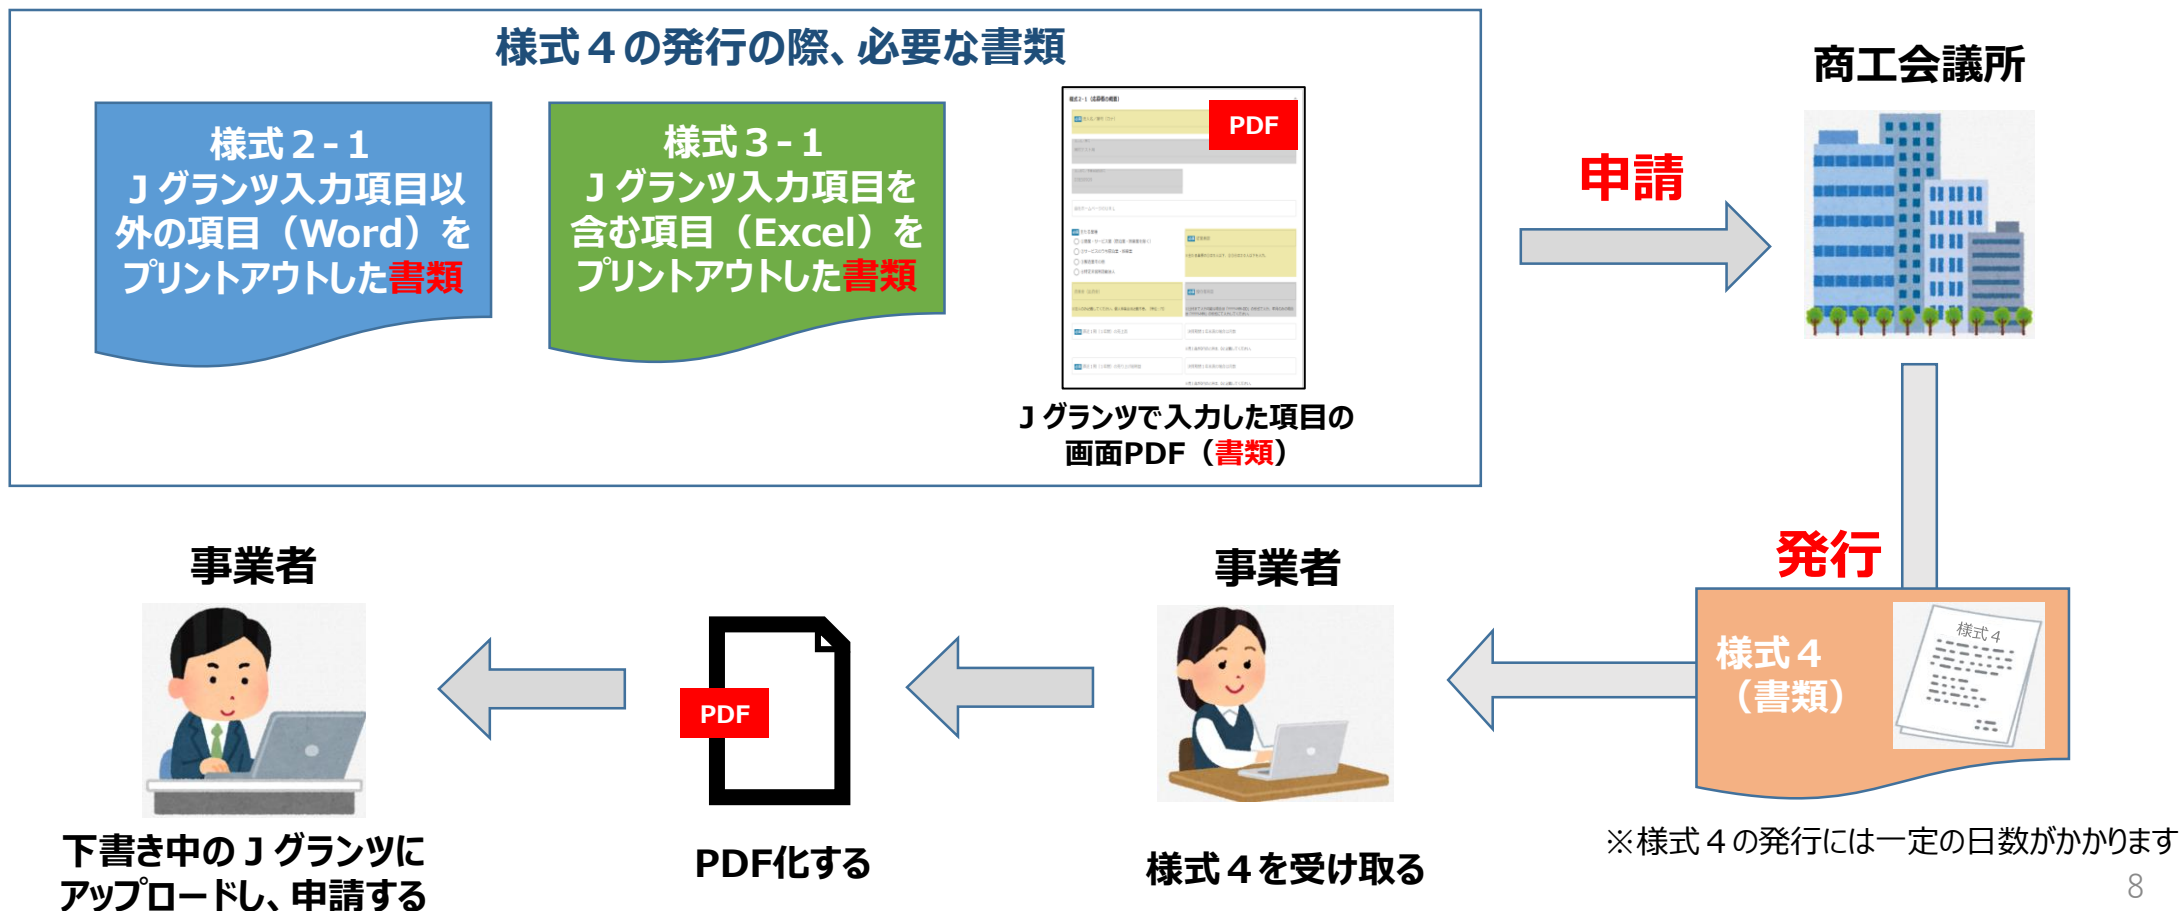 様式４の発行の際、必要な書類
様式２-１
Ｊグランツ入力項目以
外の項目（Word）を
プリントアウトした書類
様式３-１
Ｊグランツ入力項目を
含む項目（Excel）を
プリントアウトした書類
様式2-1
PDF
Ｊグランツで入力した項目の
画面PDF（書類）
申請
商工会議所
発行
様式４
（書類）
様式４
※様式４の発行には一定の日数がかかります
事業者
様式４を受け取る
PDF
PDF化する
事業者
下書き中のＪグランツに
アップロードし、申請する
8